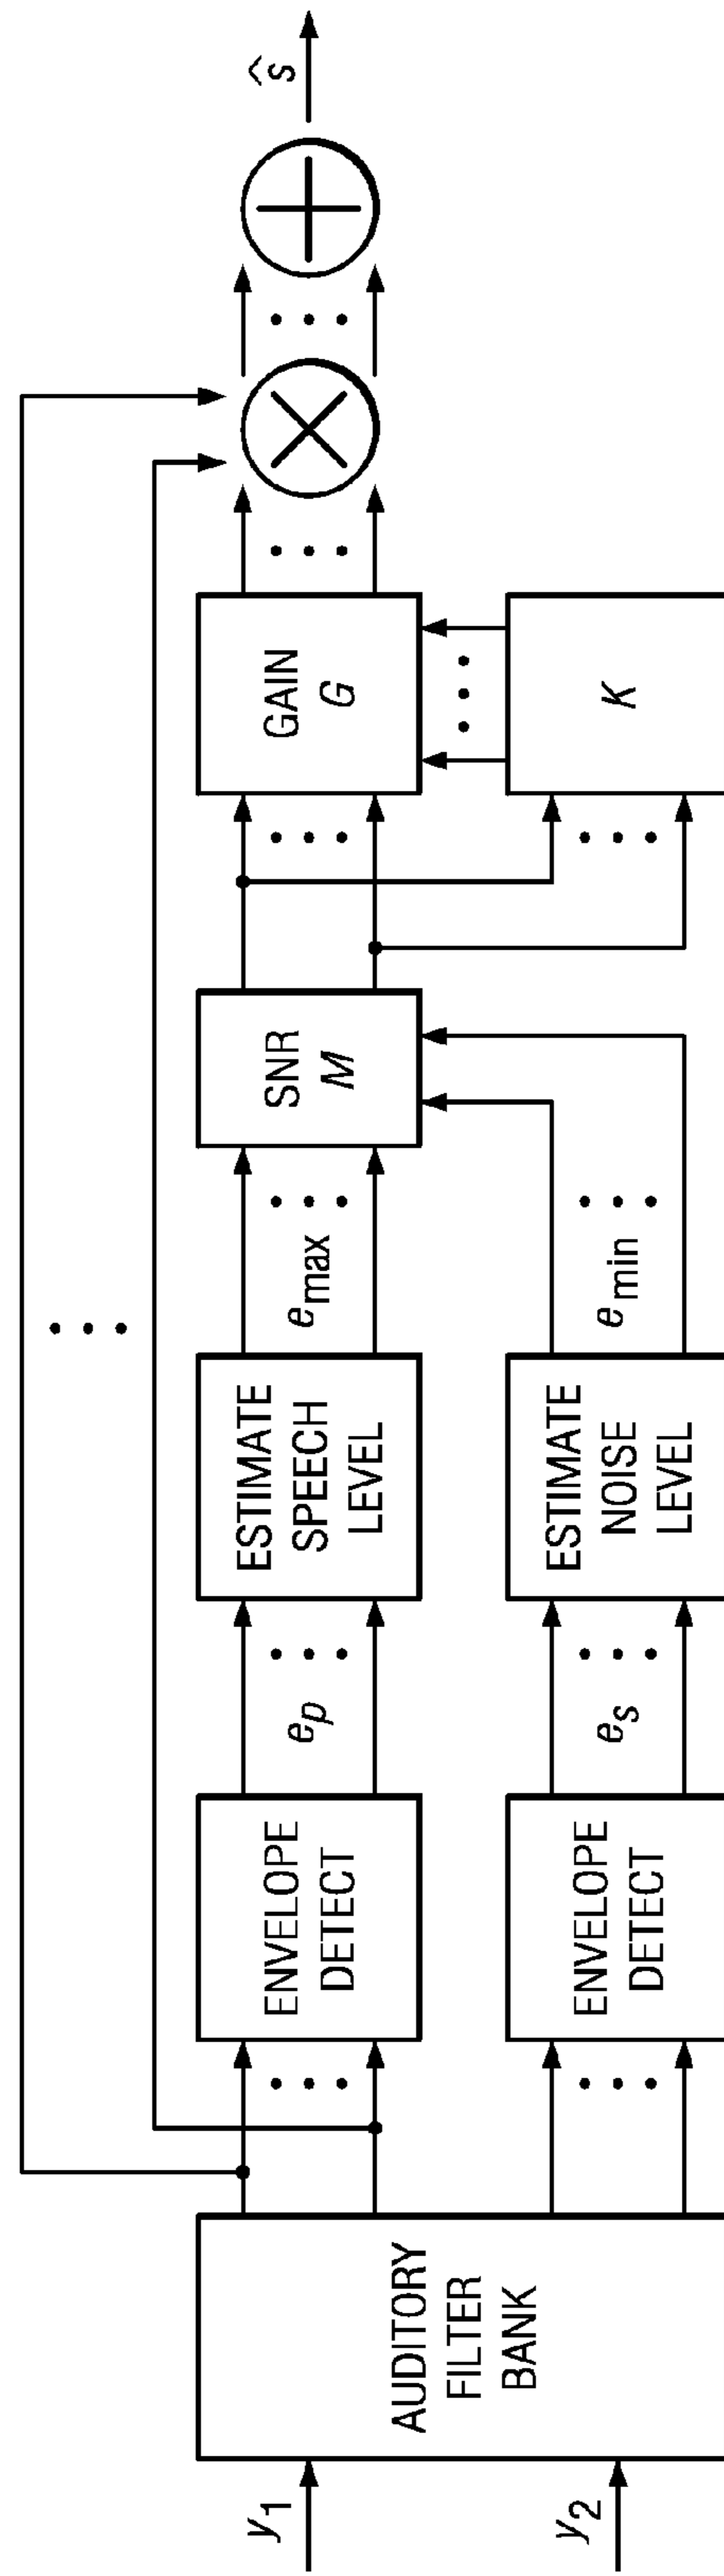 y1
y2
AUDITORY
FILTER
BANK
ENVELOPE
DETECT
ep
ESTIMATE
SPEECH
LEVEL
emax
SNR
M
GAIN
G
ŝ
ENVELOPE
DETECT
es
ESTIMATE
NOISE
LEVEL
emin
K